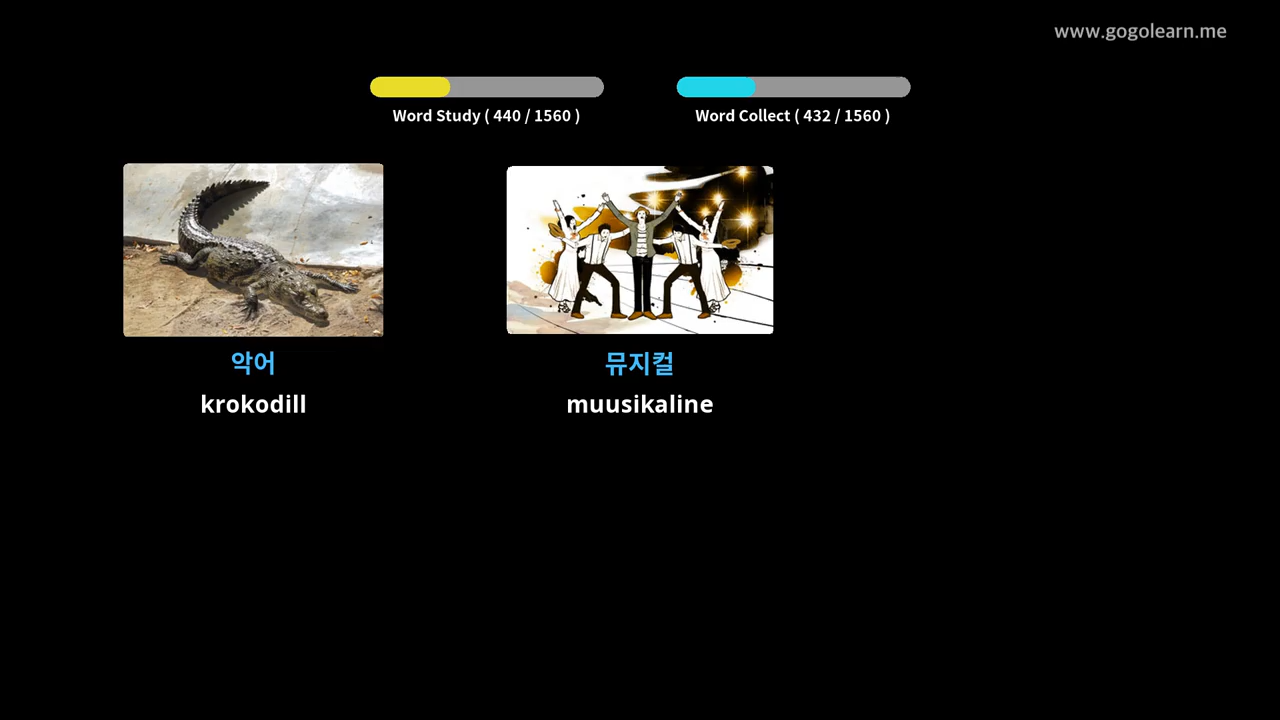 www.gogolearn.me
Word Study ( 440 / 1560 )
Word Collect ( 432 / 1560 )
악어
krokodill
뮤지컬
muusikaline